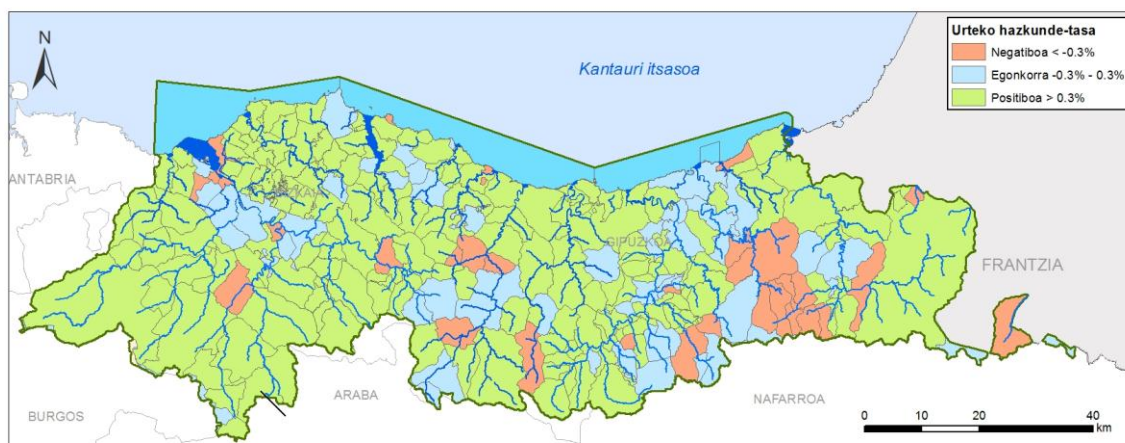 N
Kantauri itsasoa
Urteko hazkunde-tasa
Negatiboa < -0.3%
Egonkorra -0.3% - 0.3%
Positiboa > 0.3%
ANTABRIA
GIPUZKOA
FRANTZIA
ARABA
NAFARROA
BURGOS
0 10 20 40
km